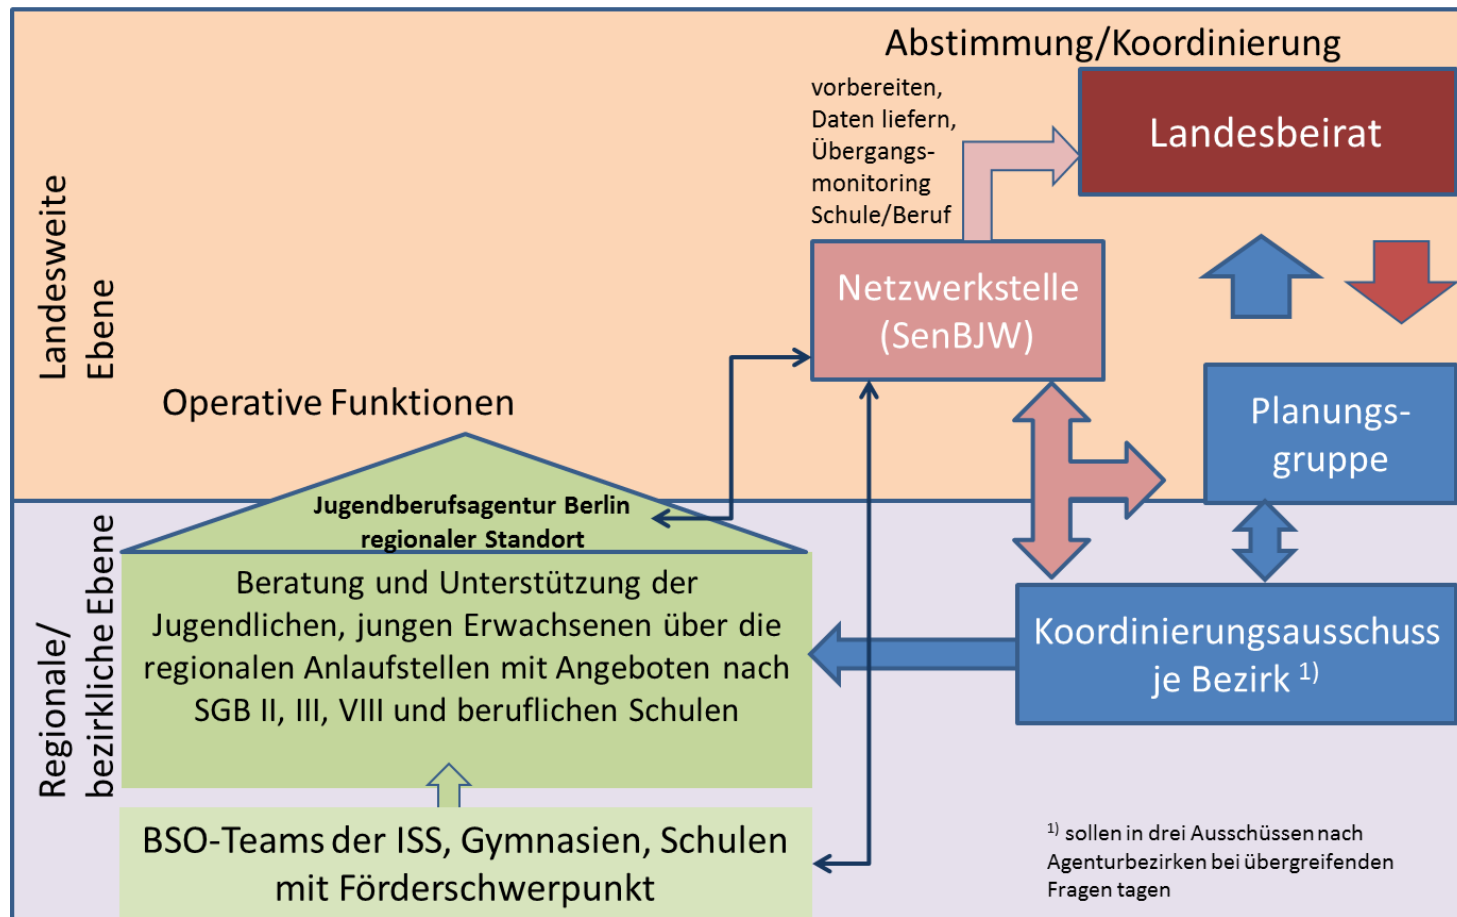 Abstimmung/Koordinierung
vorbereiten,
Daten liefern,
Übergangs-
monitoring
Schule/Beruf
Landesbeirat
Landesweite
Ebene
Netzwerkstelle
(SenBJW)
Operative Funktionen
Planungs-
gruppe
Jugendberufsagentur Berlin
regionaler Standort
Regionale/
bezirkliche Ebene
Beratung und Unterstützung der
Jugendlichen, jungen Erwachsenen über die
regionalen Anlaufstellen mit Angeboten nach
SGB II, III, VIII und beruflichen Schulen
Koordinierungsausschuss
je Bezirk 1)
BSO-Teams der ISS, Gymnasien, Schulen
mit Förderschwerpunkt
1) sollen in drei Ausschüssen nach
Agenturbezirken bei übergreifenden
Fragen tagen